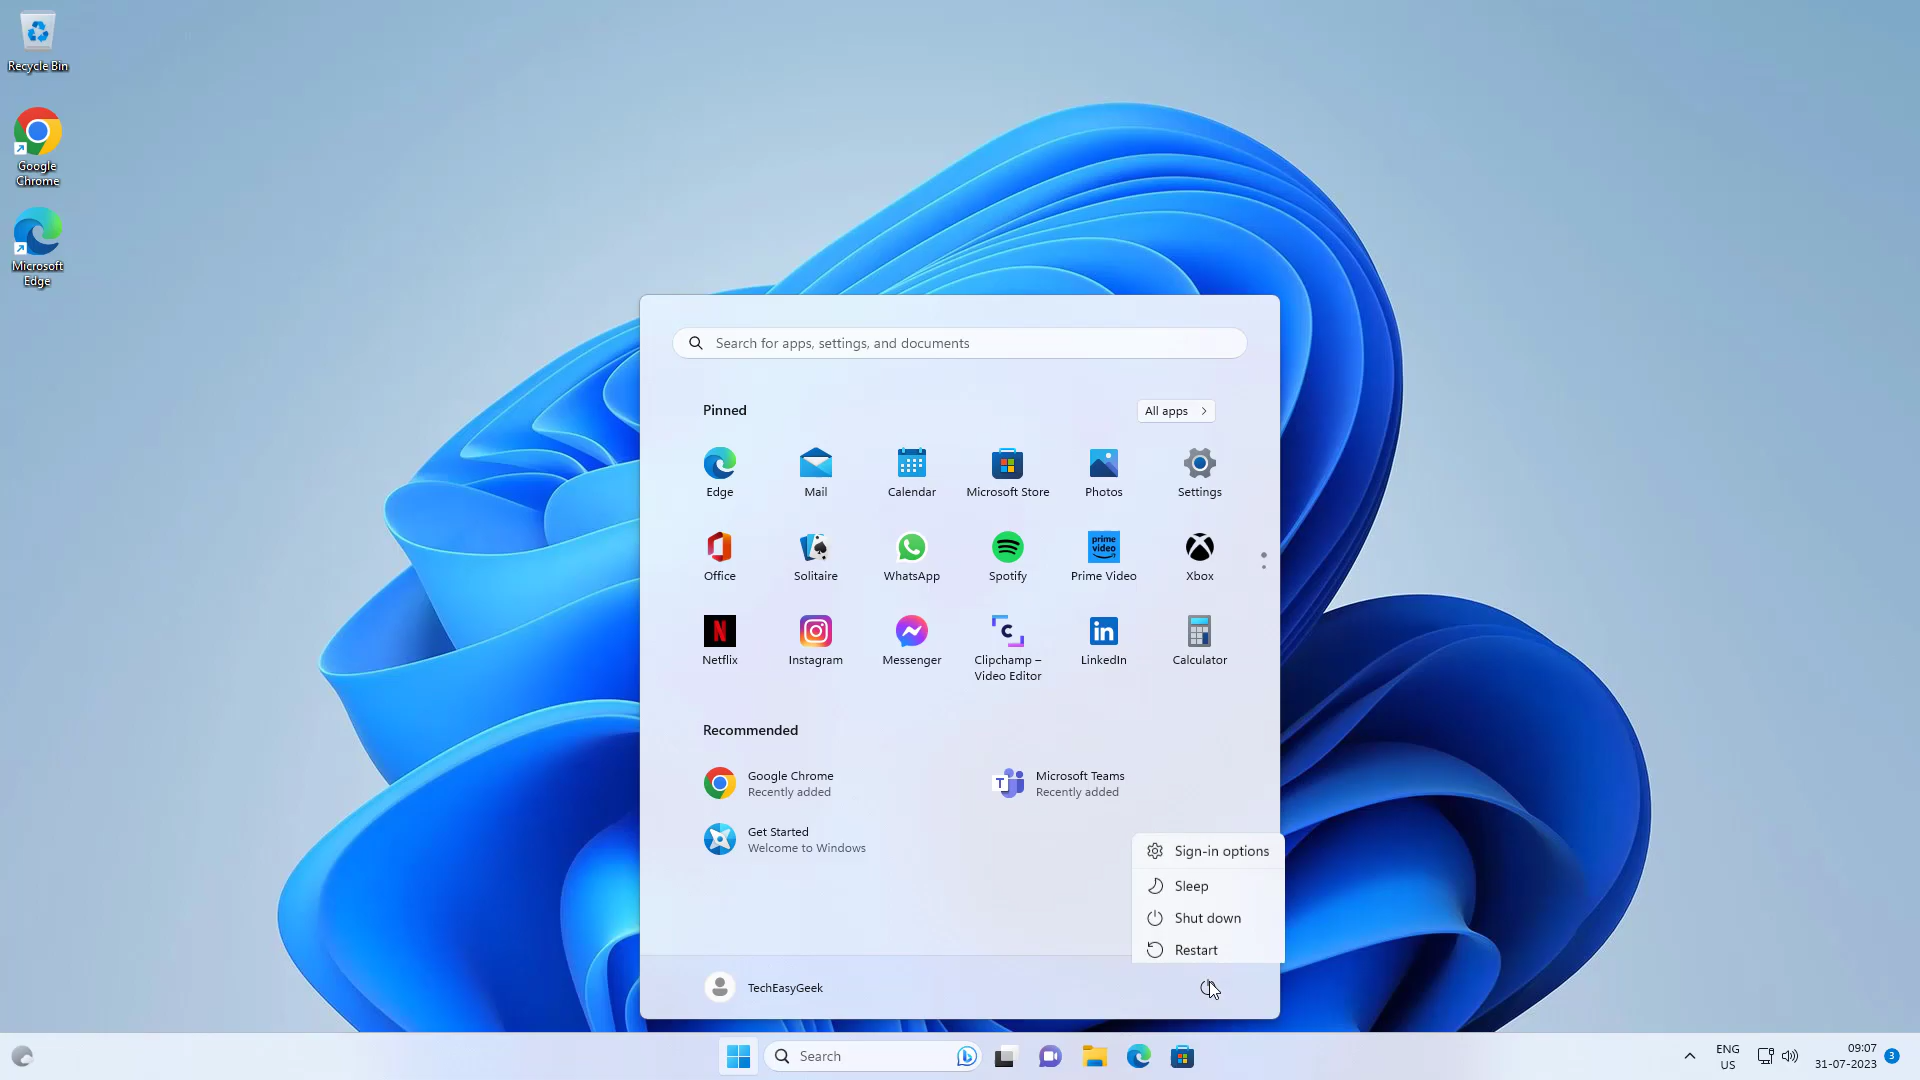 Recycle Bin
Google
Chrome
Microsoft
Edge
Search for apps, settings, and documents
Pinned
All apps
Edge
Mail
Calendar
Microsoft Store
Photos
Settings
Office
Solitaire
WhatsApp
prime
video
Spotify
Prime Video
Xbox
Netflix
Instagram
Messenger
Clipchamp –
Video Editor
LinkedIn
Calculator
Recommended
Google Chrome
Recently added
Microsoft Teams
Recently added
Get Started
Welcome to Windows
Sign-in options
Sleep
Shut down
Restart
TechEasyGeek
Search
ENG
US
09:07
31-07-2023
3